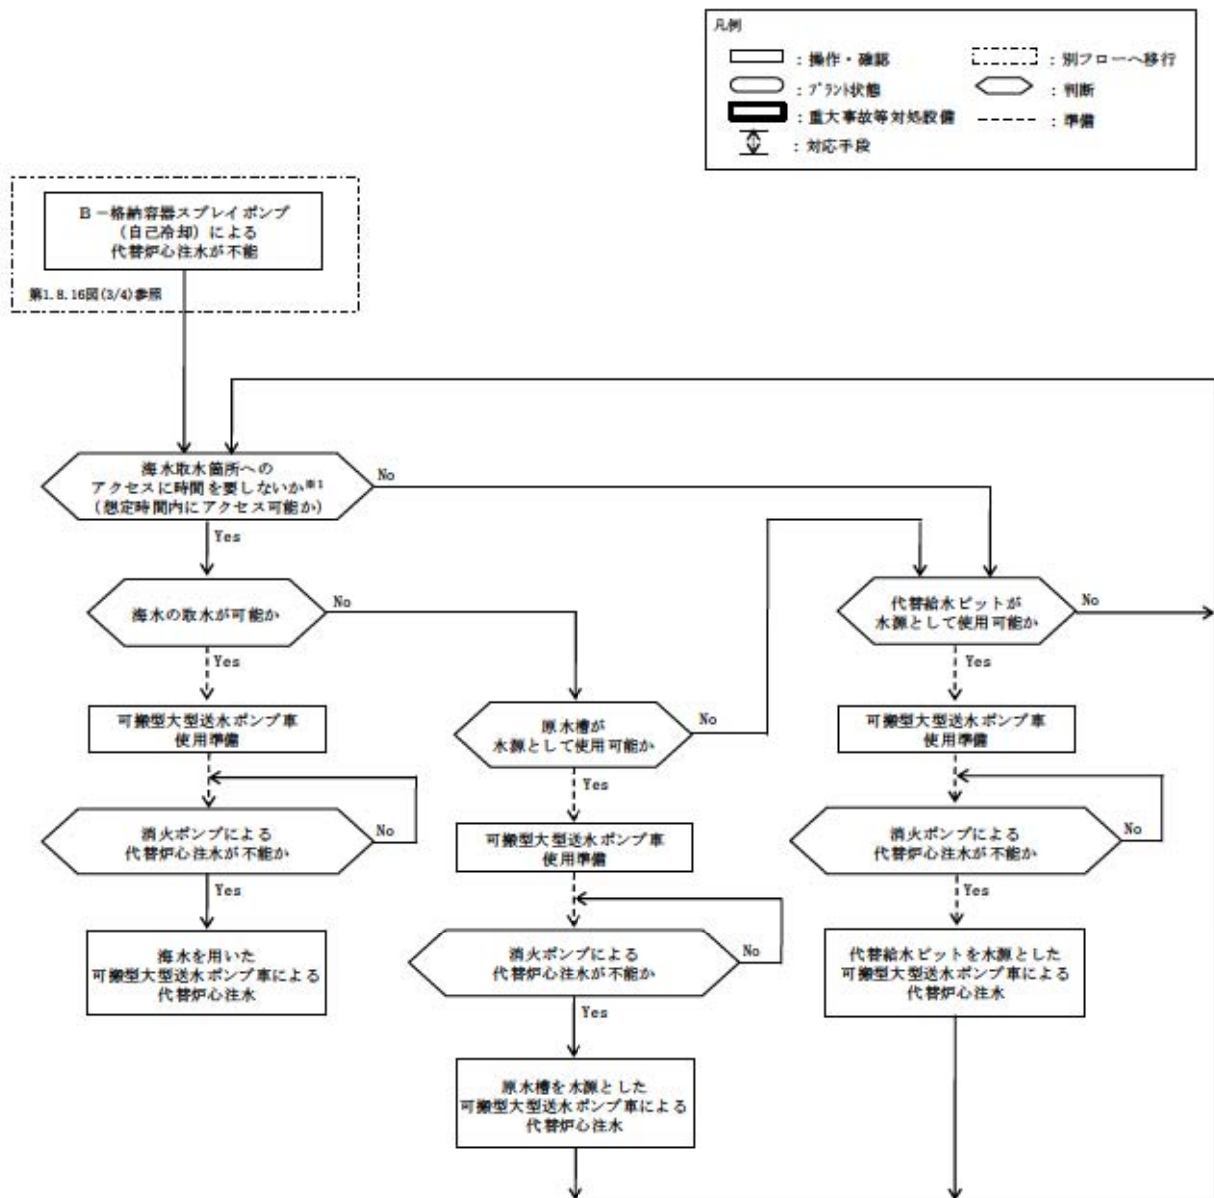 凡例
：操作・確認
：別フローへ移行
：プラント状態
：判断
：重大事故等対処設備
：準備
：対応手段
B－格納容器スプレイポンプ
（自己冷却）による
代替炉心注水が不能
第1.8.16図(3/4)参照
海水取水箇所への
アクセスに時間を要しないか※1
（想定時間内にアクセス可能か）
No
Yes
海水の取水が可能か
No
Yes
代替給水ピットが
水源として使用可能か
No
Yes
可搬型大型送水ポンプ車
使用準備
原水槽が
水源として使用可能か
No
Yes
可搬型大型送水ポンプ車
使用準備
消火ポンプによる
代替炉心注水が不能か
No
Yes
可搬型大型送水ポンプ車
使用準備
消火ポンプによる
代替炉心注水が不能か
No
Yes
海水を用いた
可搬型大型送水ポンプ車による
代替炉心注水
消火ポンプによる
代替炉心注水が不能か
No
Yes
代替給水ピットを水源とした
可搬型大型送水ポンプ車による
代替炉心注水
原水槽を水源とした
可搬型大型送水ポンプ車による
代替炉心注水